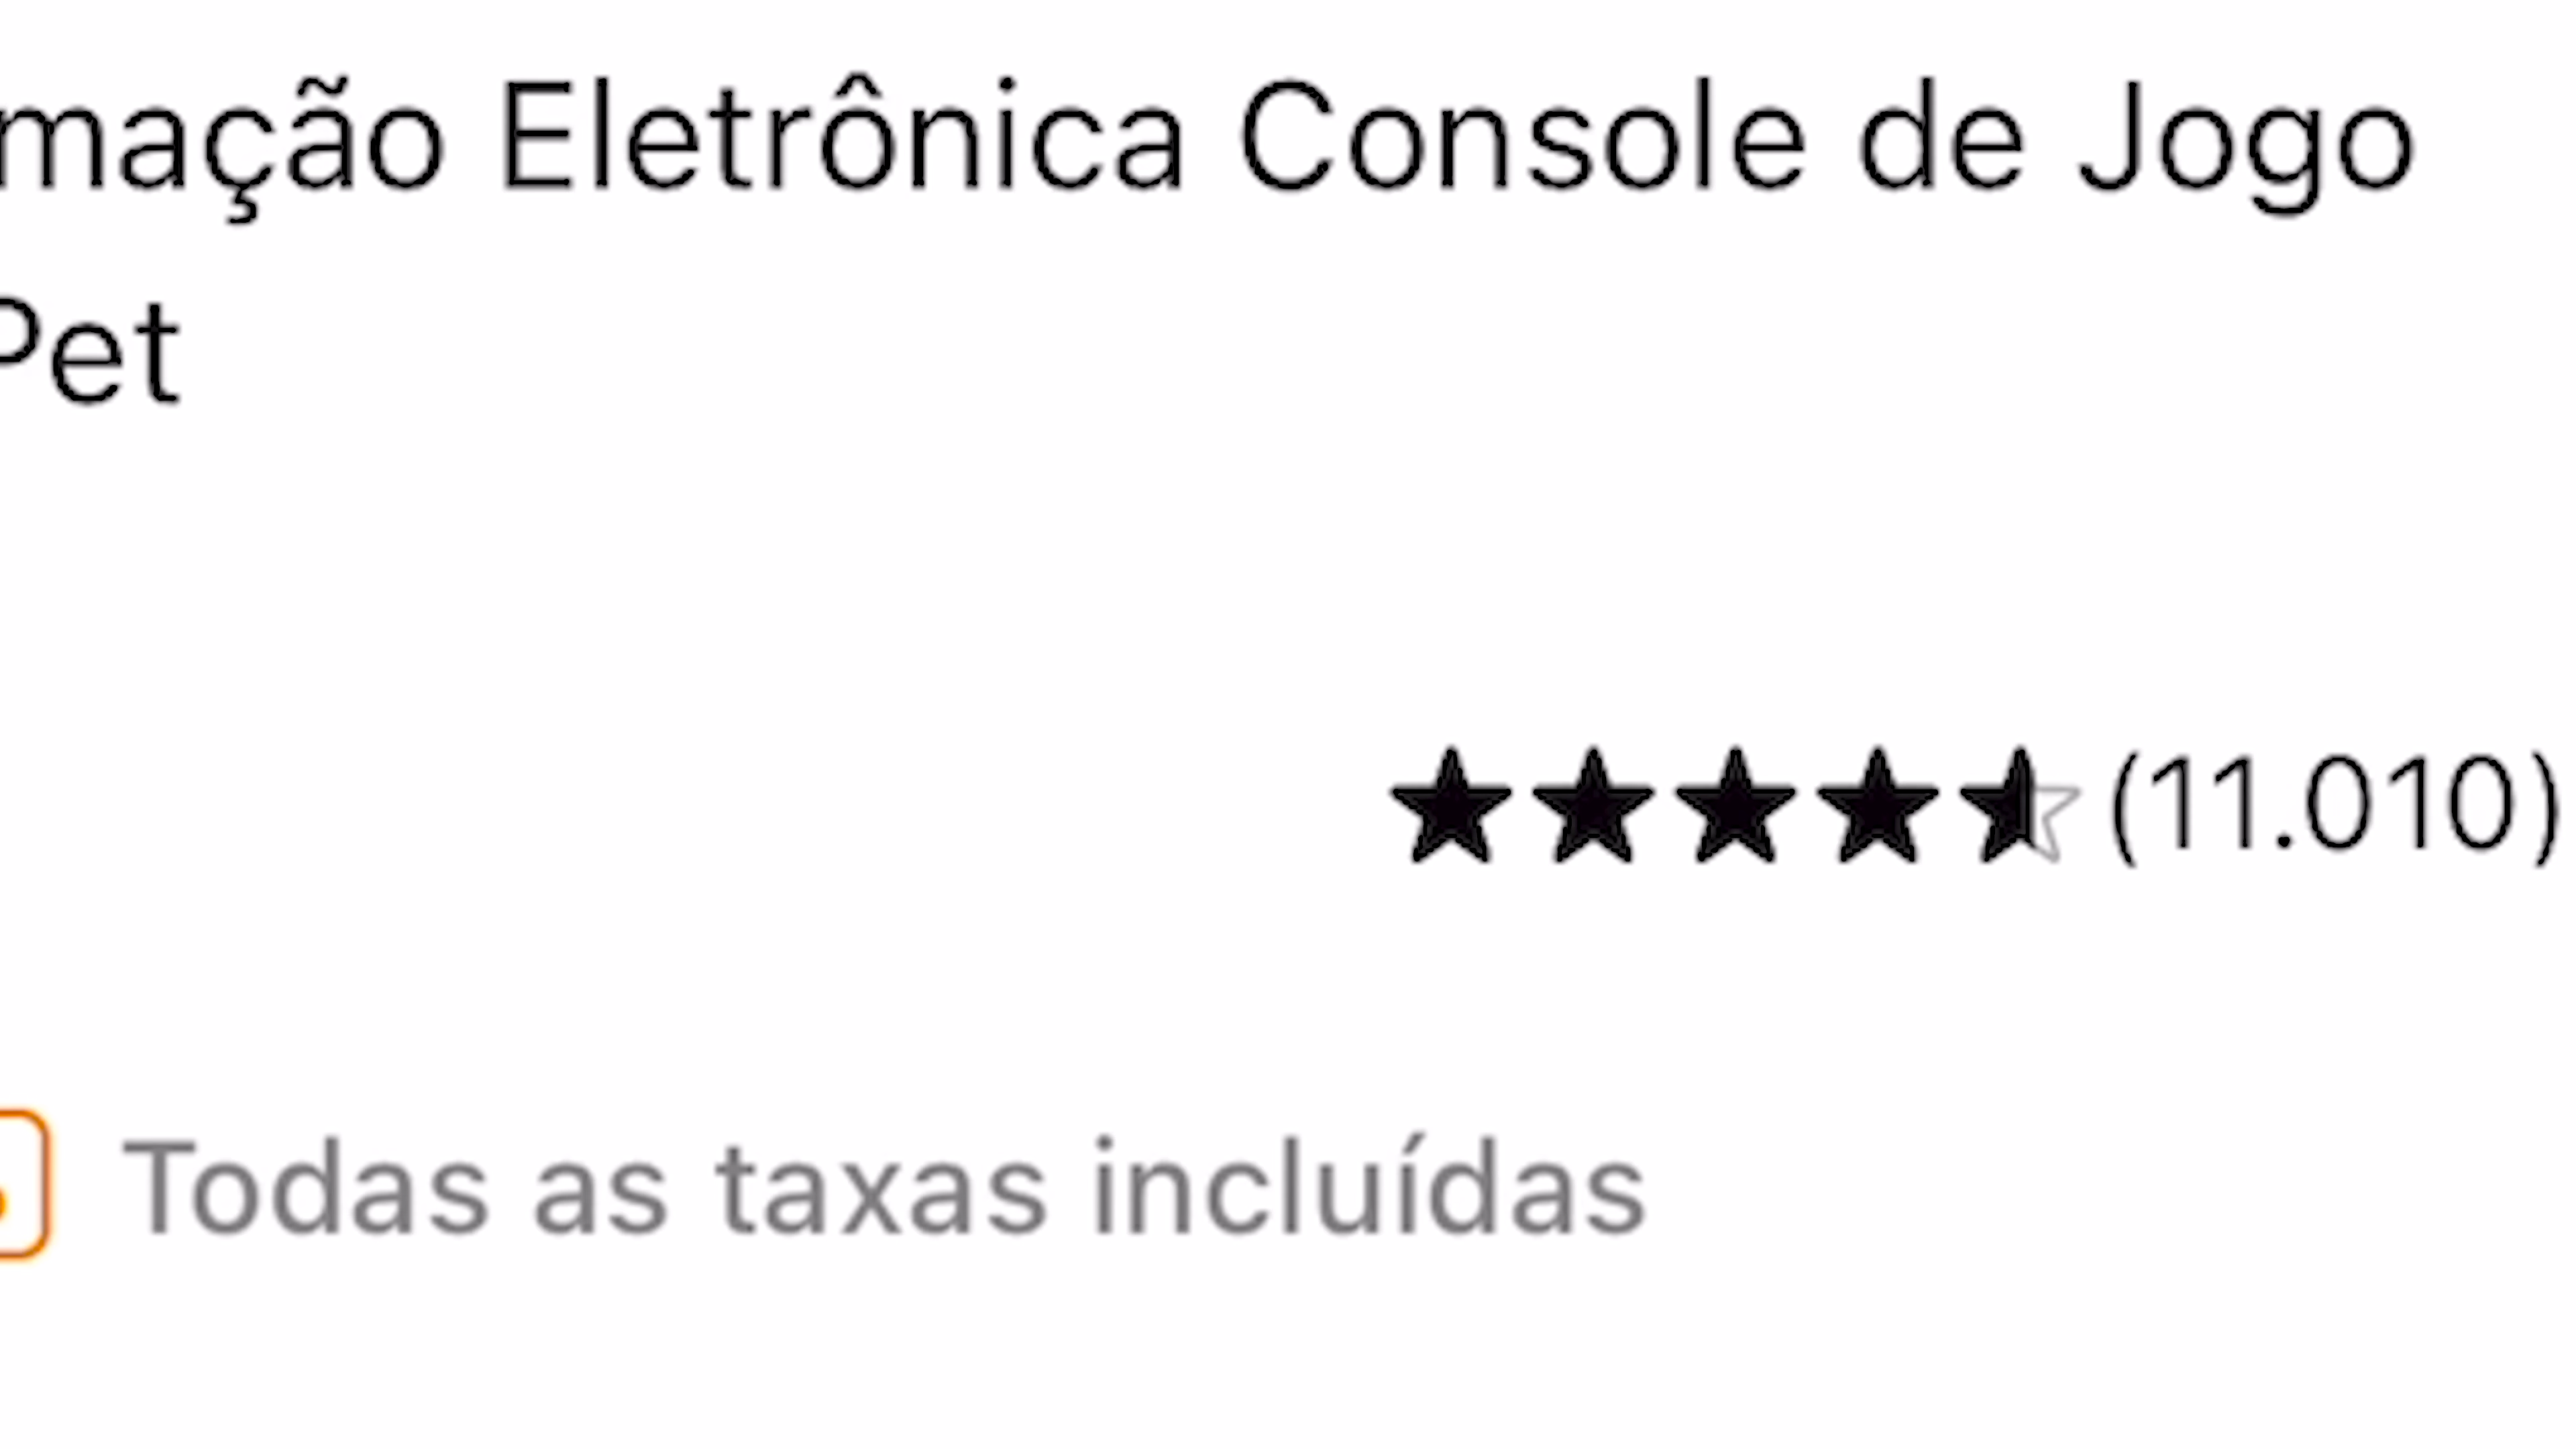 mação Eletrônica Console de Jogo
Pet
(11.010)
Todas as taxas incluídas